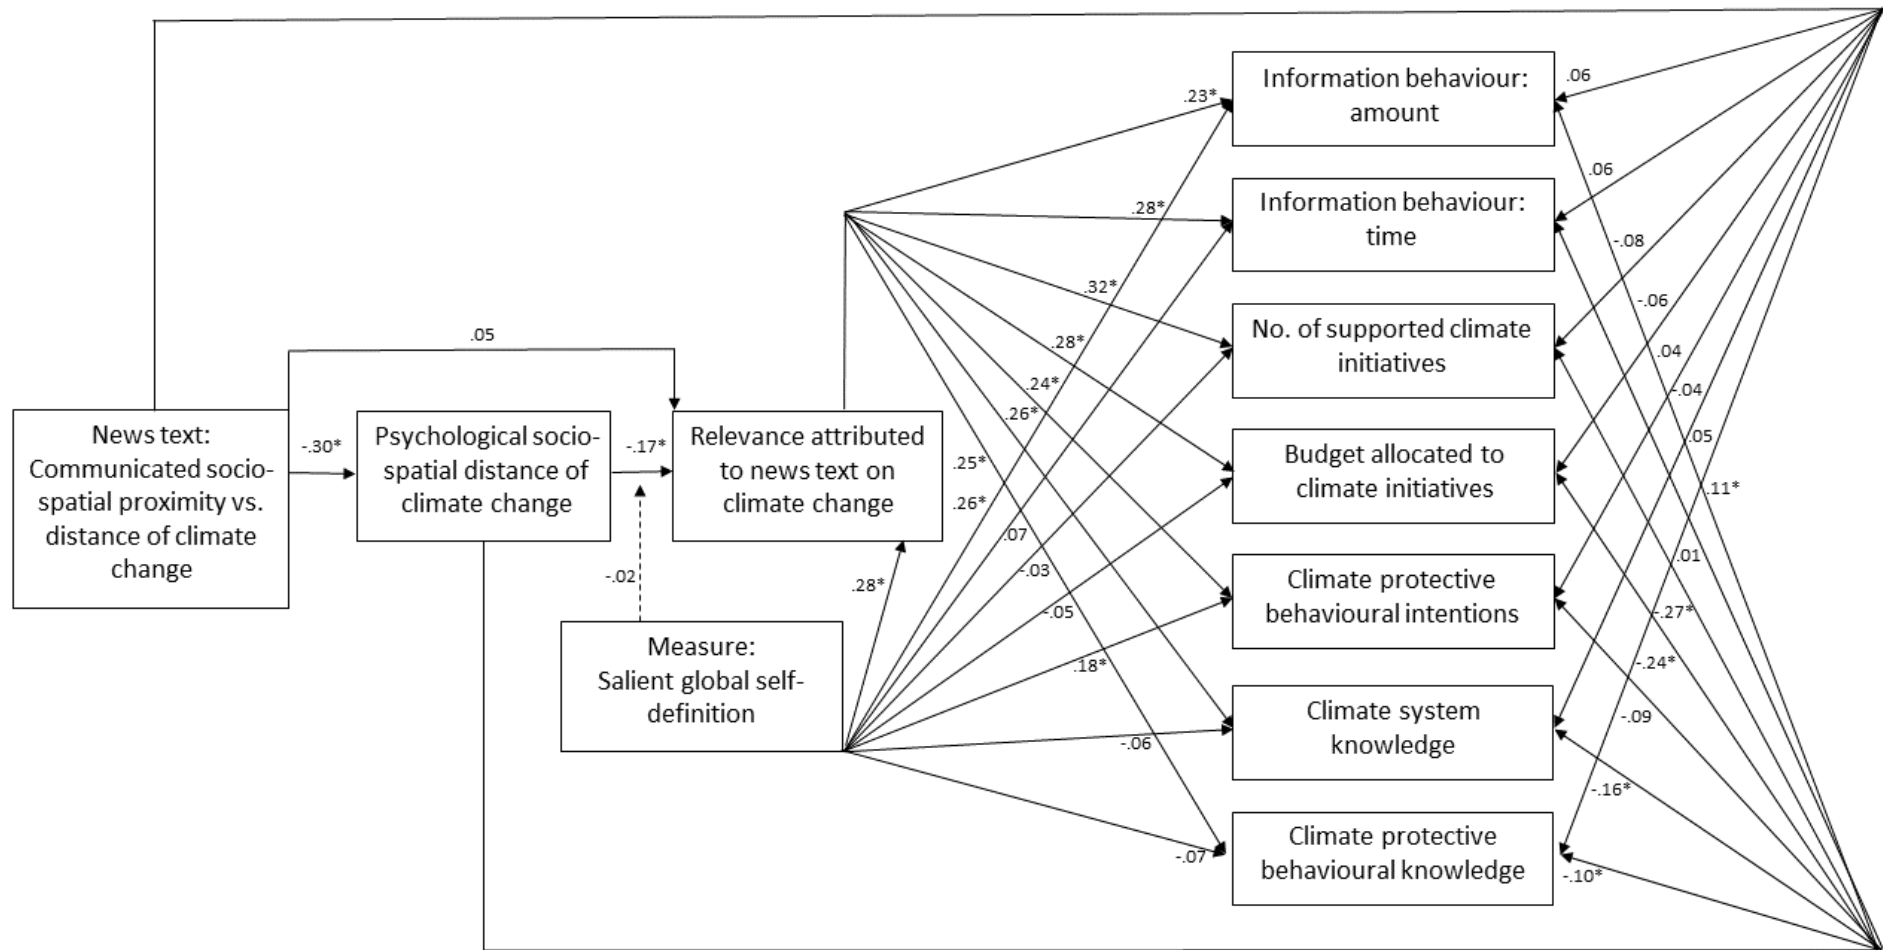 News text:
Communicated socio-
spatial proximity vs.
distance of climate
change
-.30*
.05
Psychological socio-
spatial distance of
climate change
-.17*
-.02
Relevance attributed
to news text on
climate change
Measure:
Salient global self-
definition
.28*
.23*
.28*
.32*
.28*
.24*
.26*
.25*
.26*
.07
-.03
-.05
.18*
-.06
-.07
Information behaviour:
amount
Information behaviour:
time
No. of supported climate
initiatives
Budget allocated to
climate initiatives
Climate protective
behavioural intentions
Climate system
knowledge
Climate protective
behavioural knowledge
.06
.06
-.08
-.06
.04
-.04
.05
.11*
.01
-.27*
-.24*
-.09
-.16*
-.10*